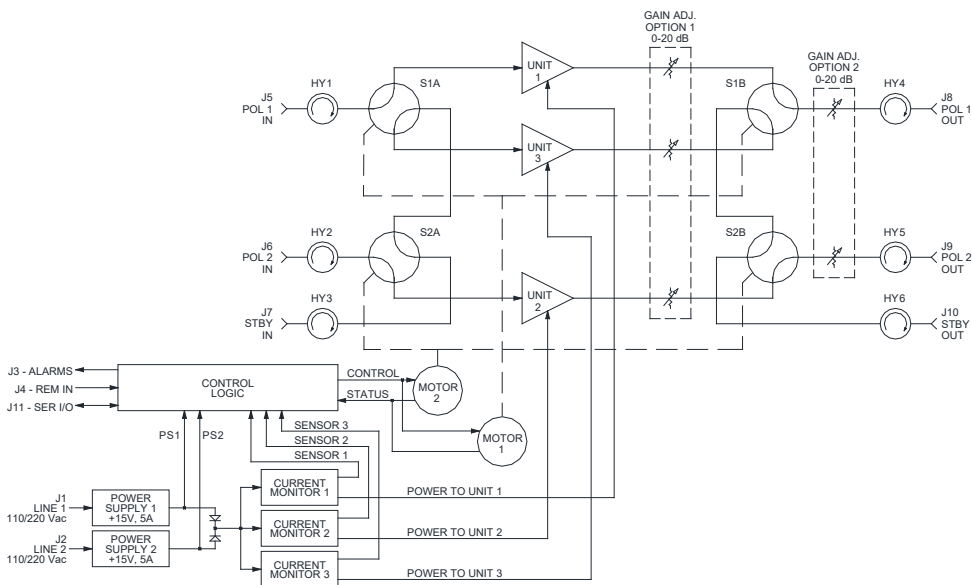 GAIN ADJ.
OPTION 1
0-20 dB
GAIN ADJ.
OPTION 2
0-20 dB
J5
POL 1
IN
HY1
S1A
UNIT
1
S1B
HY4
J8
POL 1
OUT
UNIT
3
J6
POL 2
IN
HY2
S2A
S2B
HY5
J9
POL 2
OUT
J7
STBY
IN
HY3
UNIT
2
HY6
J10
STBY
OUT
J3 - ALARMS
J4 - REM IN
J11 - SER I/O
CONTROL
LOGIC
CONTROL
STATUS
MOTOR
2
MOTOR
1
PS1
PS2
SENSOR 3
SENSOR 2
SENSOR 1
J1
LINE 1
110/220 Vac
POWER
SUPPLY 1
+15V, 5A
CURRENT
MONITOR 1
POWER TO UNIT 1
J2
LINE 2
110/220 Vac
POWER
SUPPLY 2
+15V, 5A
CURRENT
MONITOR 2
POWER TO UNIT 2
CURRENT
MONITOR 3
POWER TO UNIT 3